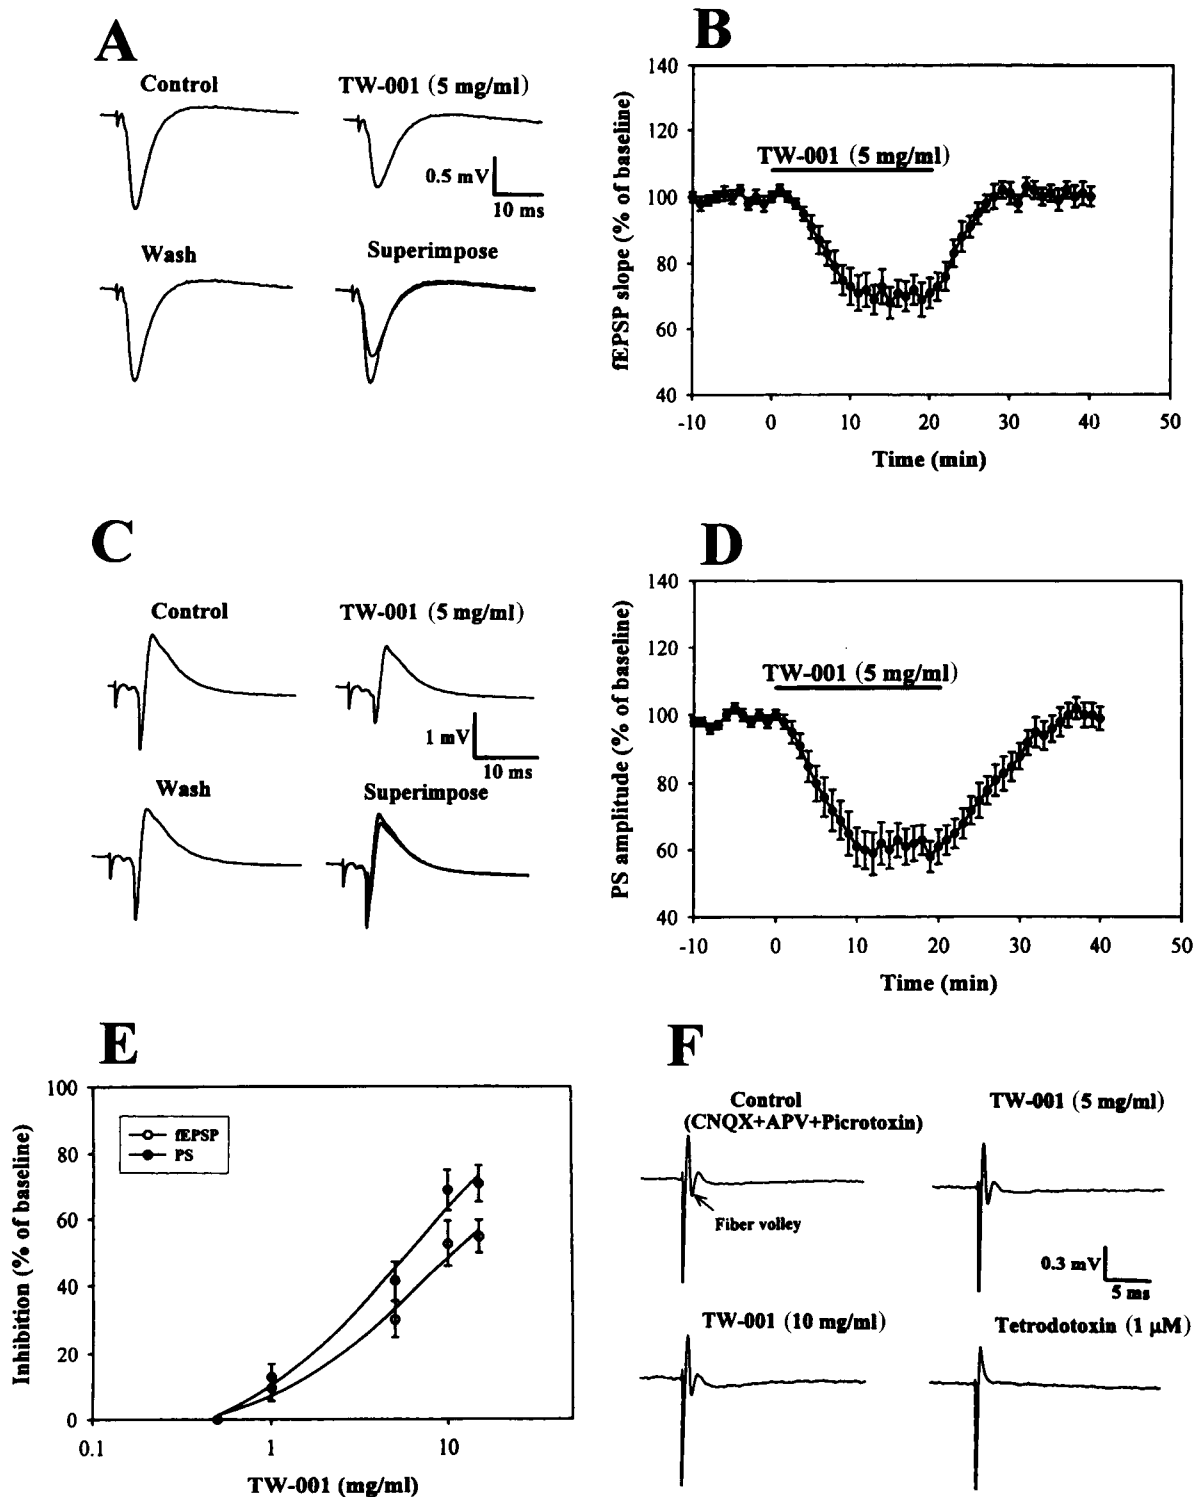 A
Control
TW-001 (5 mg/ml)
0.5 mV
10 ms
Wash
Superimpose
B
140
120
100
80
60
40
fEPSP slope (% of baseline)
TW-001 (5 mg/ml)
-10 0 10 20 30 40 50
Time (min)
C
Control
TW-001 (5 mg/ml)
1 mV
10 ms
Wash
Superimpose
D
140
120
100
80
60
40
PS amplitude (% of baseline)
TW-001 (5 mg/ml)
-10 0 10 20 30 40 50
Time (min)
E
100
80
60
40
20
0
Inhibition (% of baseline)
fEPSP
PS
0.1 1 10
TW-001 (mg/ml)
F
Control
(CNQX+APV+Picrotoxin)
Fiber volley
TW-001 (5 mg/ml)
0.3 mV
5 ms
TW-001 (10 mg/ml)
Tetrodotoxin (1 µM)